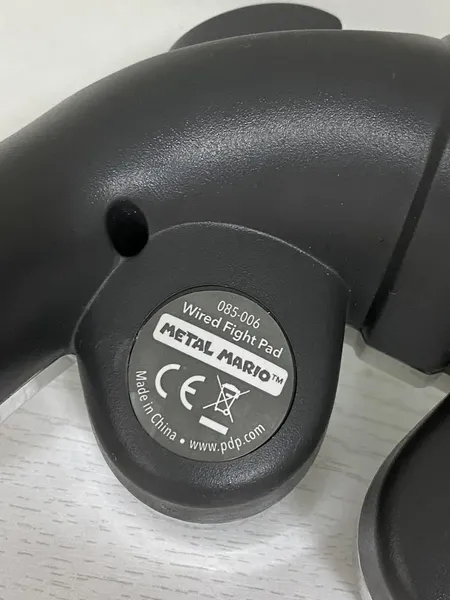 085-006
Wired Fight Pad
METAL MARIO™
CE
Made in China • www.pdp.com